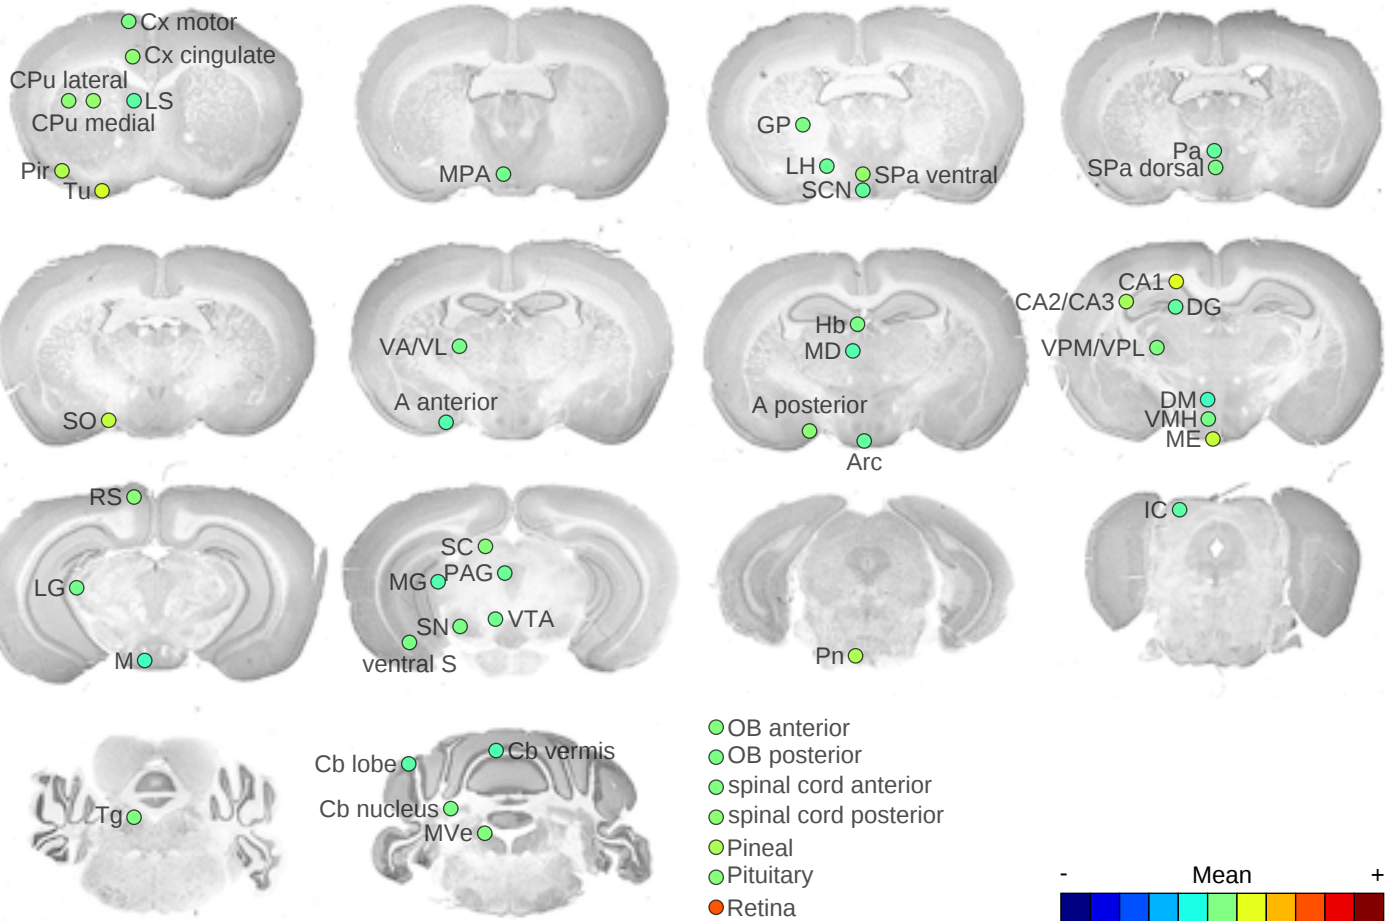 Cx motor
Cx cingulate
CPu lateral
LS
CPu medial
Pir
Tu
MPA
GP
LH
SPa ventral
SCN
Pa
SPa dorsal
SO
VA/VL
A anterior
Hb
MD
A posterior
Arc
CA1
CA2/CA3
DG
VPM/VPL
DM
VMH
ME
RS
LG
M
SC
PAG
MG
VTA
SN
ventral S
Pn
IC
Tg
Cb vermis
Cb lobe
Cb nucleus
MVe
OB anterior
OB posterior
spinal cord anterior
spinal cord posterior
Pineal
Pituitary
Retina
- Mean +